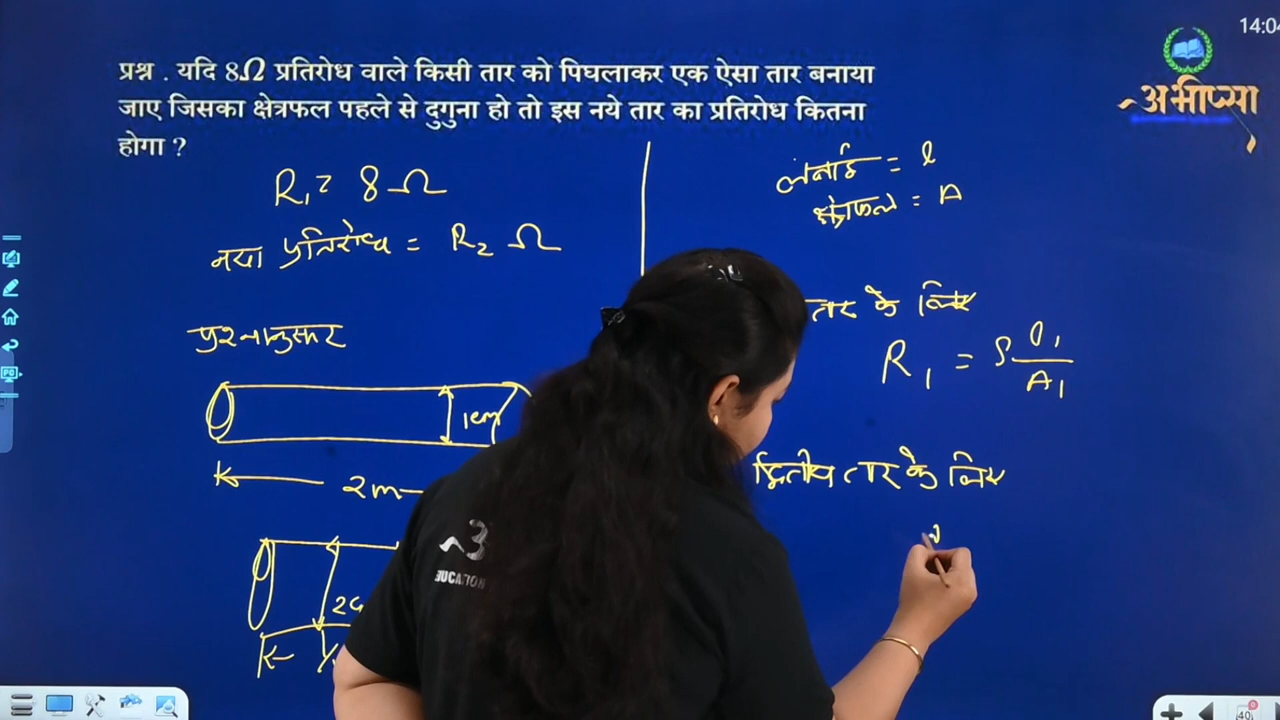 14:04
अभीप्सा
प्रश्न . यदि 8Ω प्रतिरोध वाले किसी तार को पिघलाकर एक ऐसा तार बनाया
जाए जिसका क्षेत्रफल पहले से दुगुना हो तो इस नये तार का प्रतिरोध कितना
होगा ?
R₁ = 8 Ω
नया प्रतिरोध = R₂ Ω
प्रश्नानुसार
1cm
2m
लंबाई = l
क्षेत्रफल = A
तार के लिए
R₁ = ρ l₁/A₁
द्वितीय तार के लिए
EDUCATION